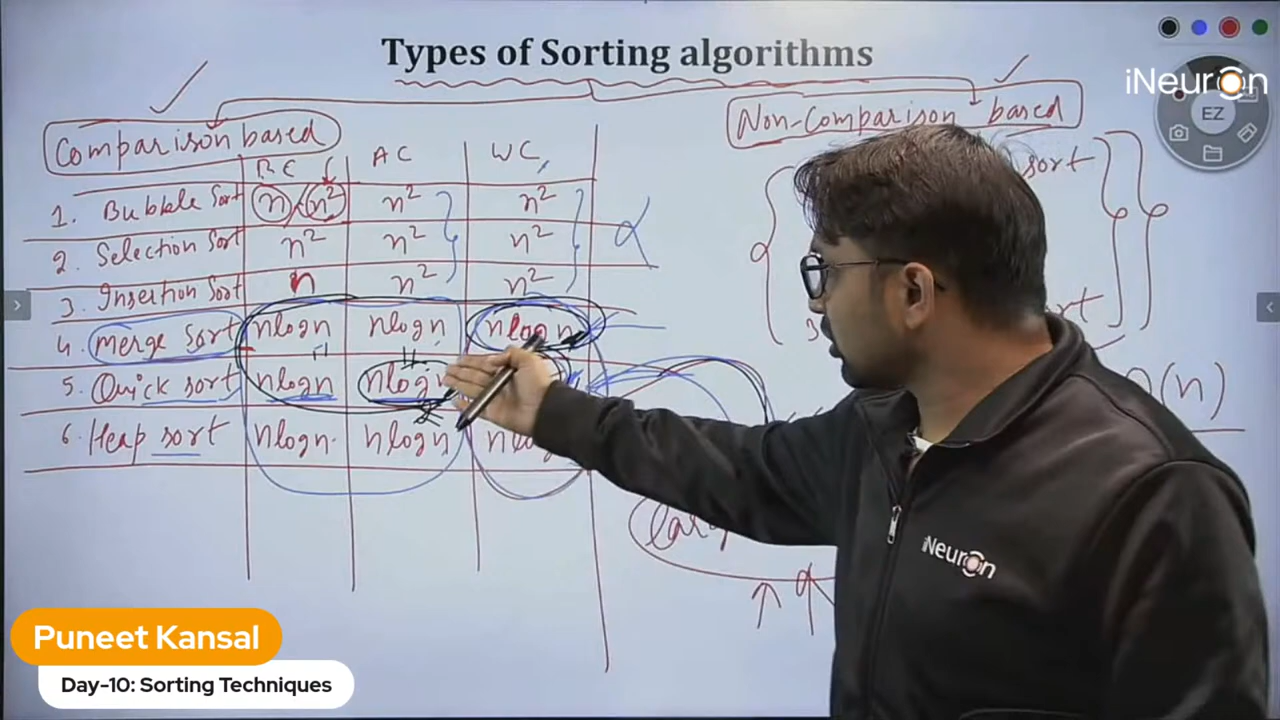 Types of Sorting algorithms
iNeuron
EZ
Comparison based
Non-Comparison based
BC AC WC
1. Bubble Sort n n² n² n²
2. Selection Sort n² n² n²
3. Insertion Sort n n² n²
4. Merge Sort nlogn nlogn nlogn
5. Quick sort nlogn nlogn
6. Heap sort nlogn nlogn
sort
3
(n)
iNeuron
Puneet Kansal
Day-10: Sorting Techniques